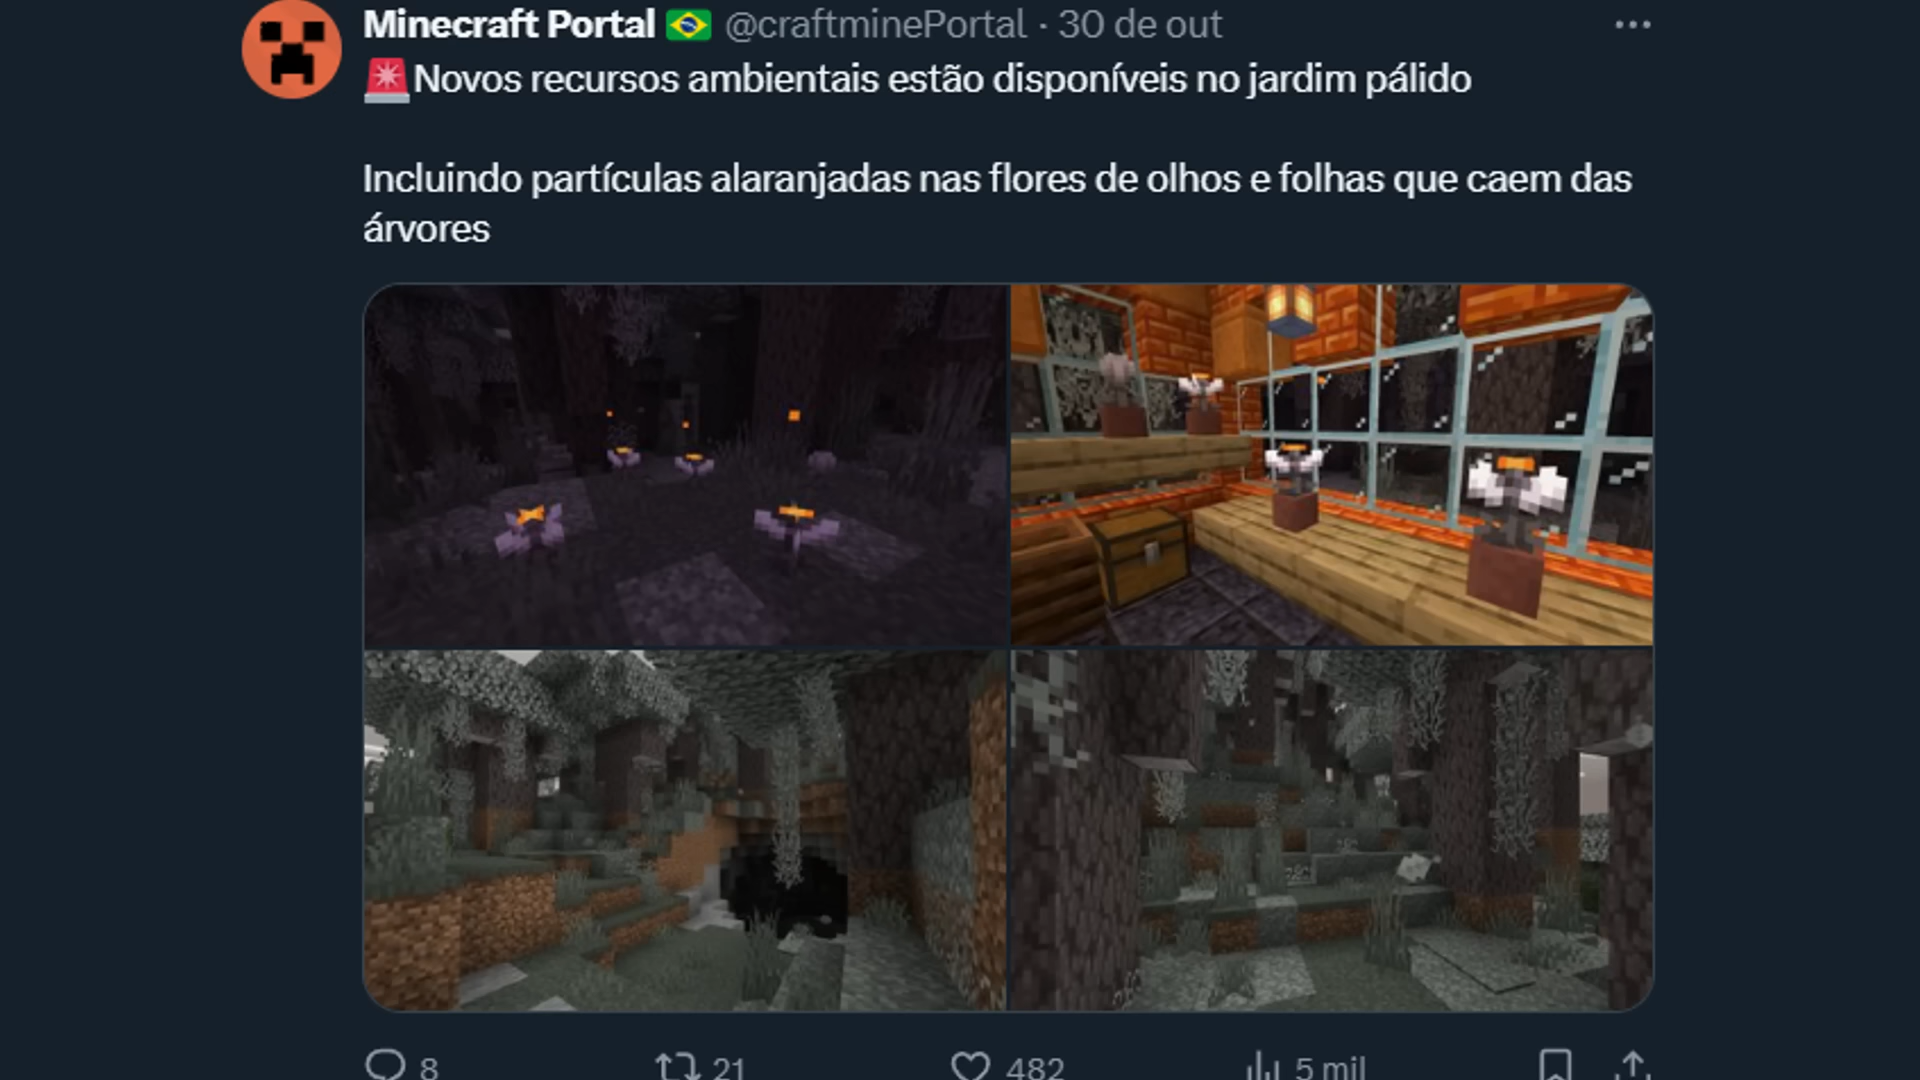 Minecraft Portal 🇧🇷 @craftminePortal · 30 de out
🚨Novos recursos ambientais estão disponíveis no jardim pálido
Incluindo partículas alaranjadas nas flores de olhos e folhas que caem das
árvores
8 21 482 5 mil